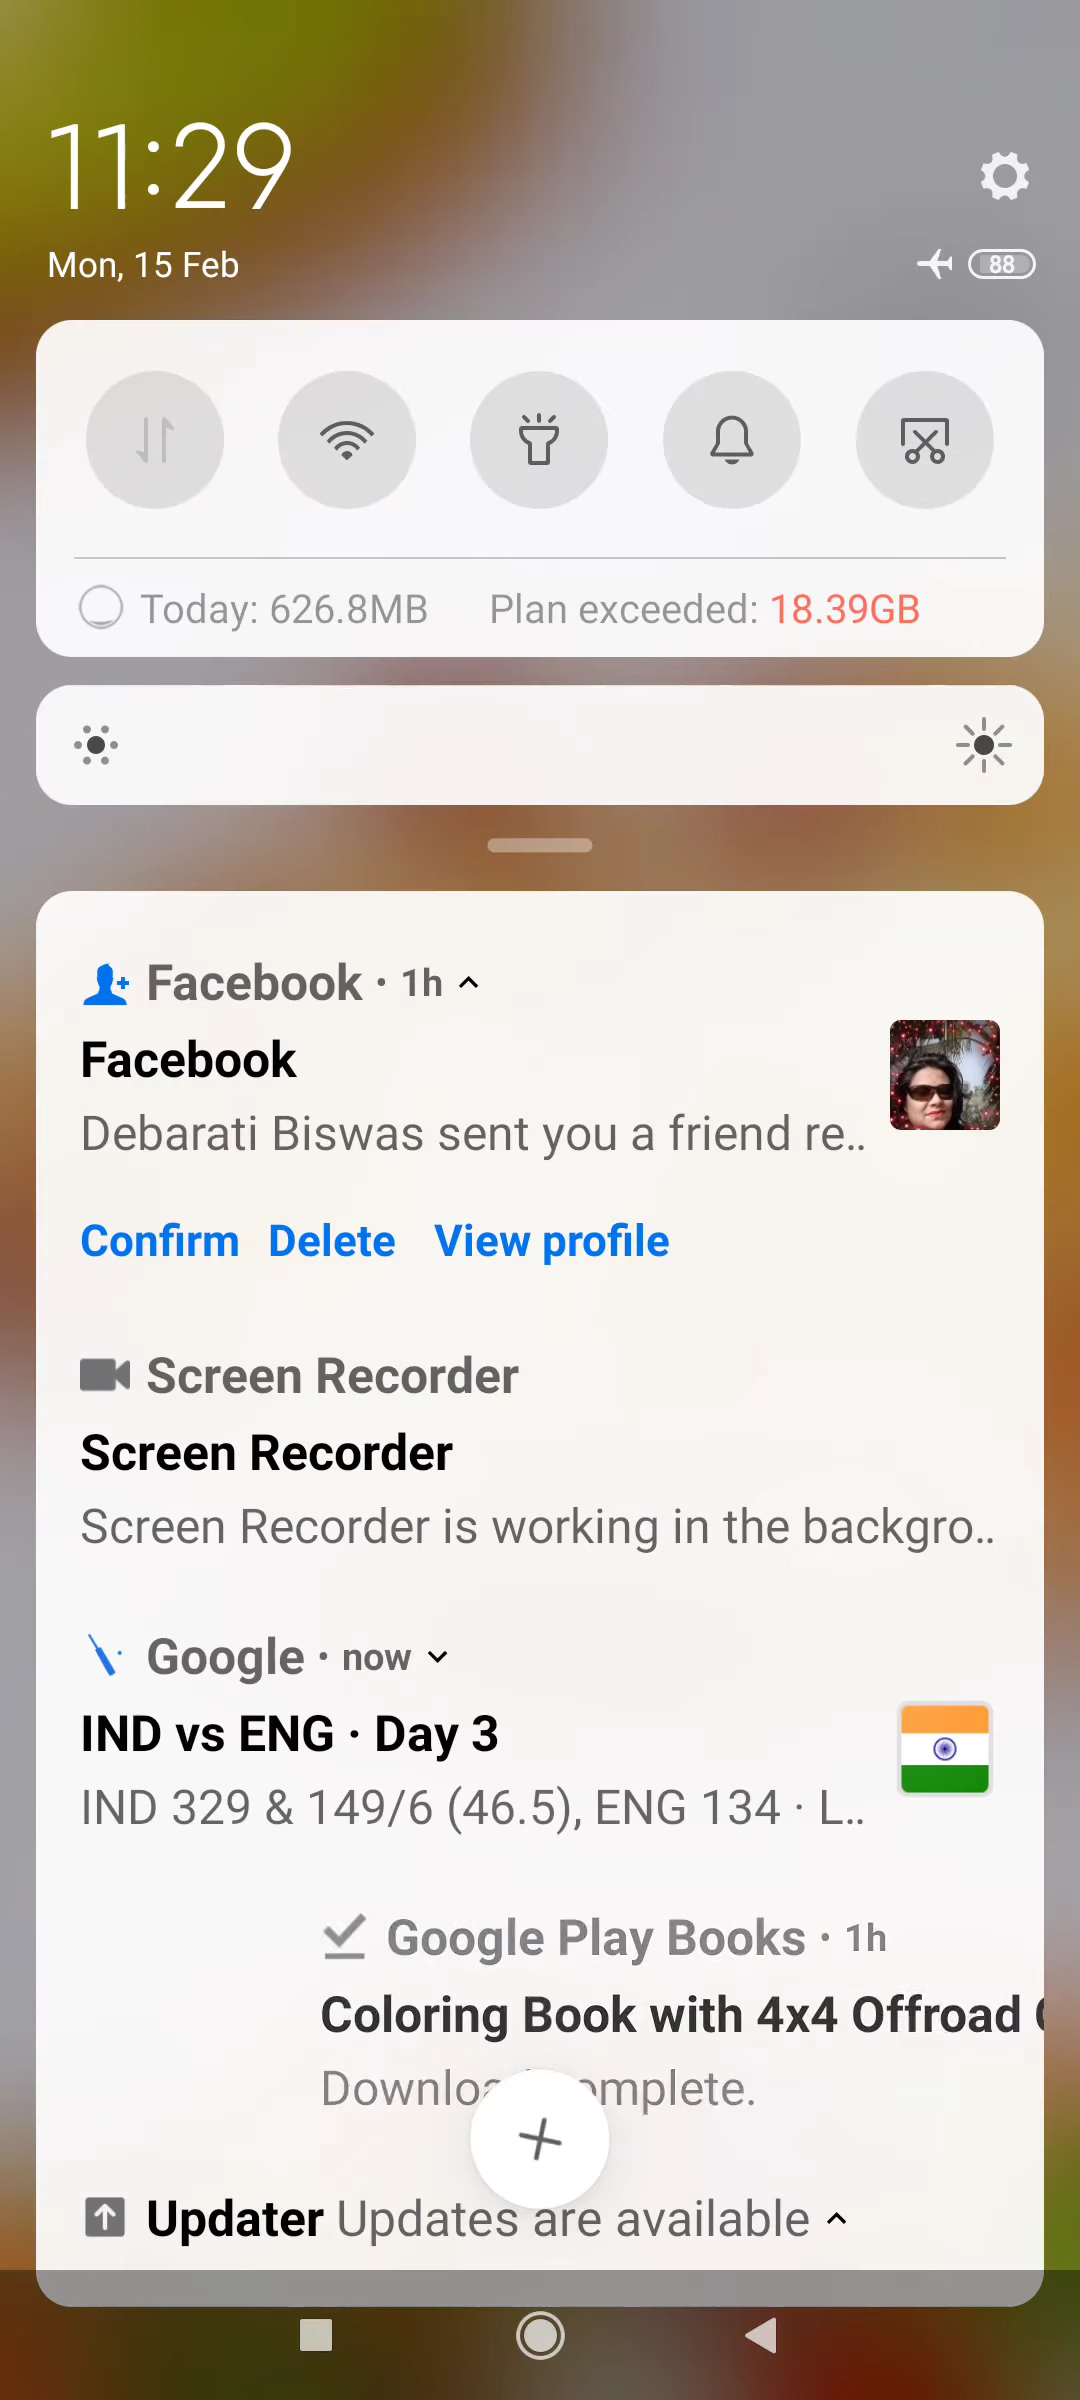 11:29
Mon, 15 Feb
88
Today: 626.8MB Plan exceeded: 18.39GB
Facebook · 1h
Facebook
Debarati Biswas sent you a friend re..
Confirm Delete View profile
Screen Recorder
Screen Recorder
Screen Recorder is working in the backgro..
Google · now
IND vs ENG · Day 3
IND 329 & 149/6 (46.5), ENG 134 · L..
Google Play Books · 1h
Coloring Book with 4x4 Offroad
Updater Updates are available